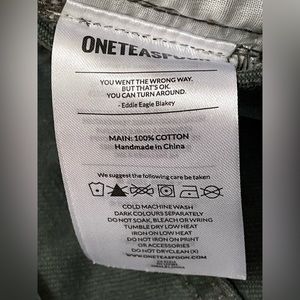 ONETEASPOON
YOU WENT THE WRONG WAY.
BUT THAT'S OK.
YOU CAN TURN AROUND.
- Eddie Eagle Blakey
MAIN: 100% COTTON
Handmade in China
We suggest the following care be taken
COLD MACHINE WASH
DARK COLOURS SEPARATELY
DO NOT SOAK, BLEACH OR WRING
TUMBLE DRY LOW HEAT
IRON ON LOW HEAT
DO NOT IRON ON PRINT
OR ACCESSORIES
DO NOT DRYCLEAN (X)
WWW.ONETEASPOON.COM